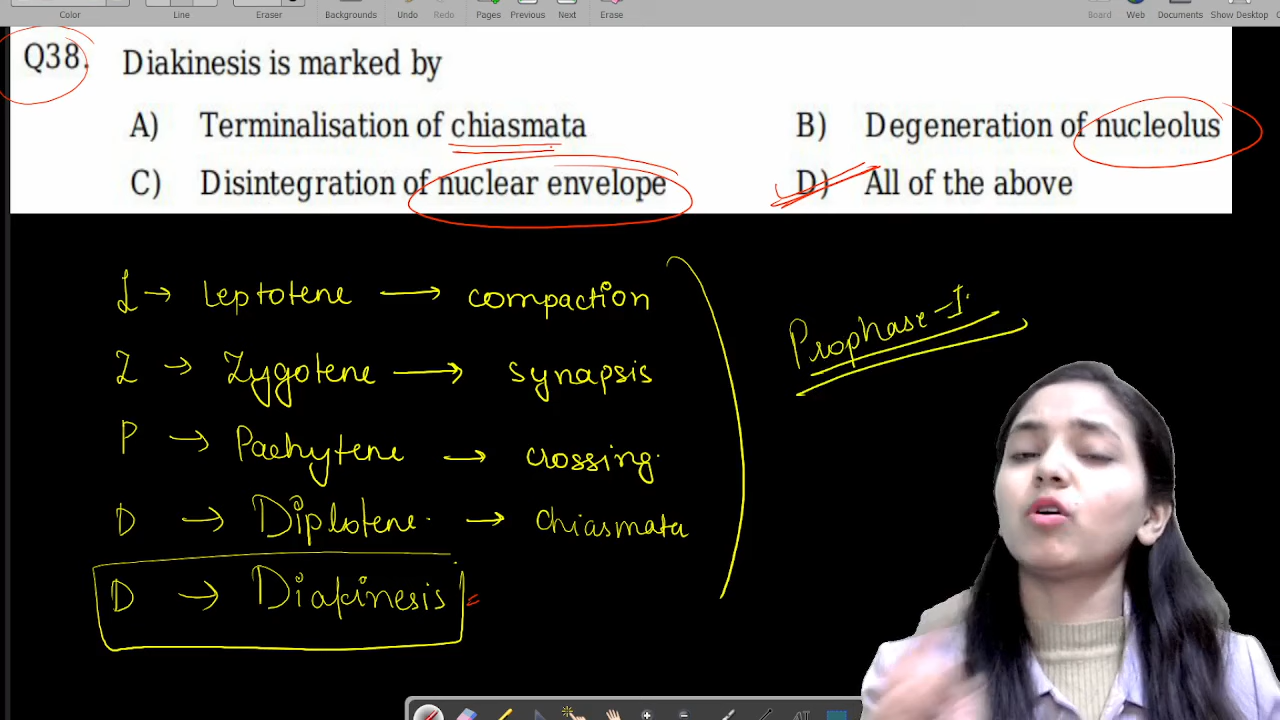 Color Line Eraser Backgrounds Undo Redo Pages Previous Next Erase Board Web Documents Show Desktop
Q38. Diakinesis is marked by
A) Terminalisation of chiasmata B) Degeneration of nucleolus
C) Disintegration of nuclear envelope D) All of the above
L → Leptotene → compaction
Z → Zygotene → synapsis
P → Pachytene → crossing
D → Diplotene → chiasmata
D → Diakinesis
Prophase-I